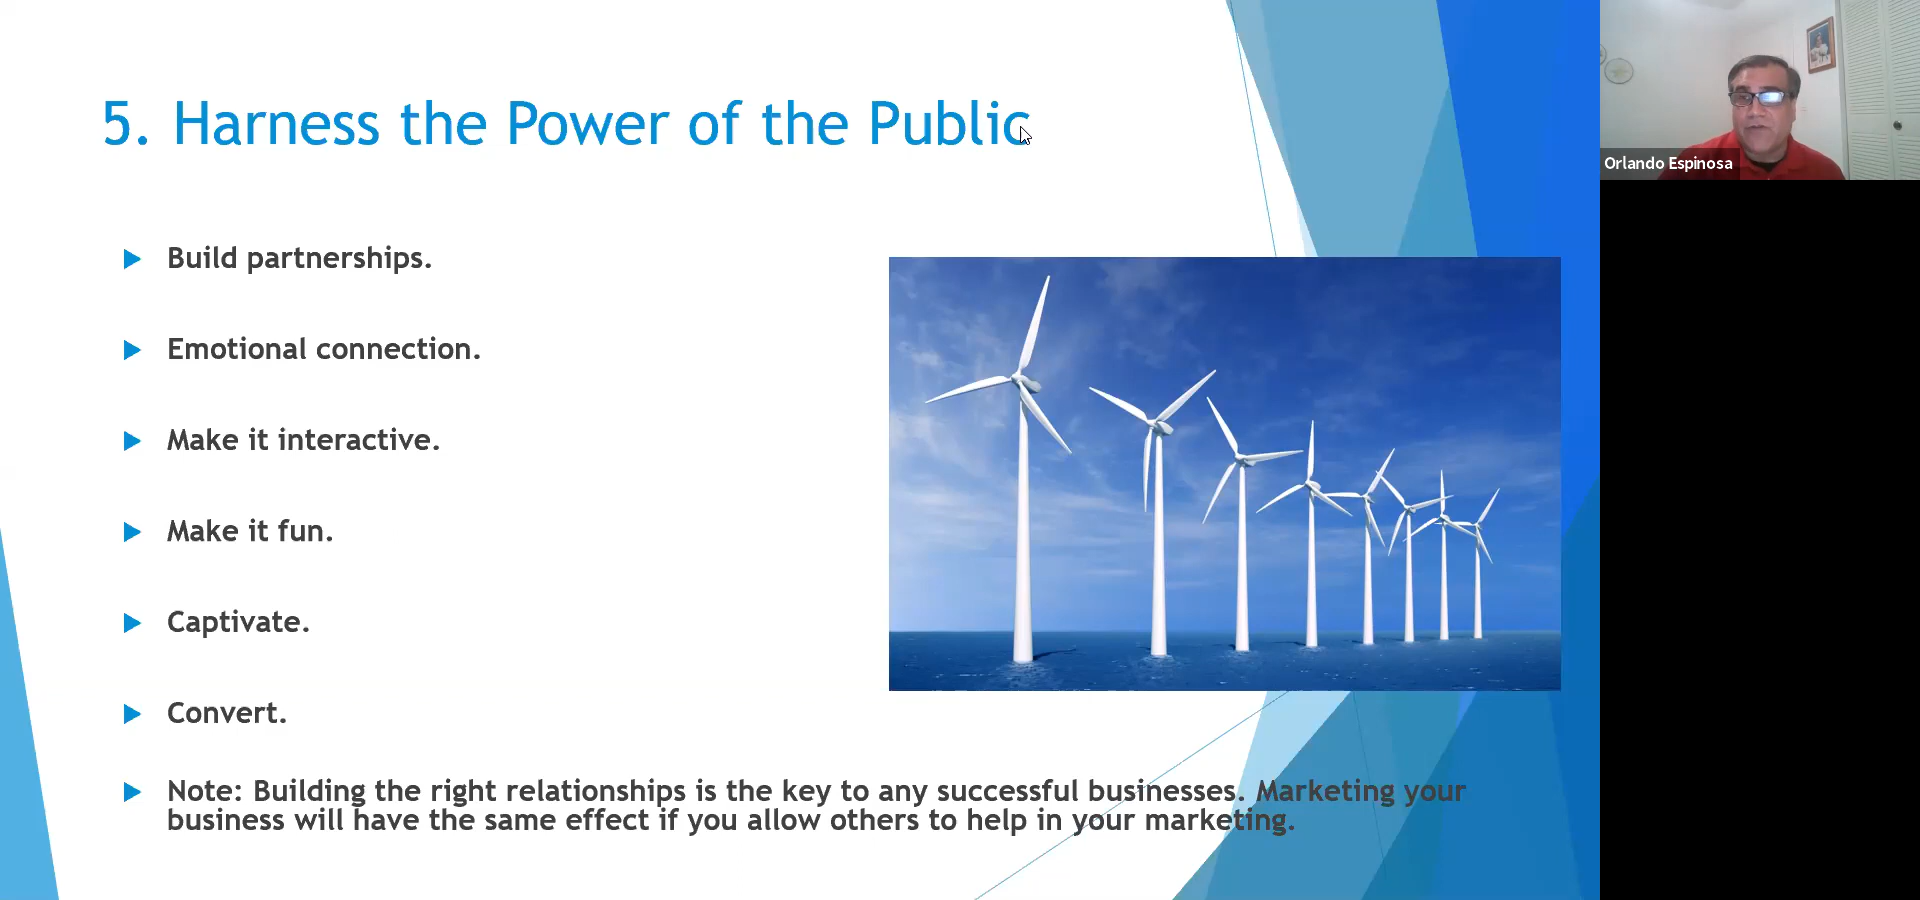 5. Harness the Power of the Public
Build partnerships.
Emotional connection.
Make it interactive.
Make it fun.
Captivate.
Convert.
Note: Building the right relationships is the key to any successful businesses. Marketing your
business will have the same effect if you allow others to help in your marketing.
Orlando Espinosa